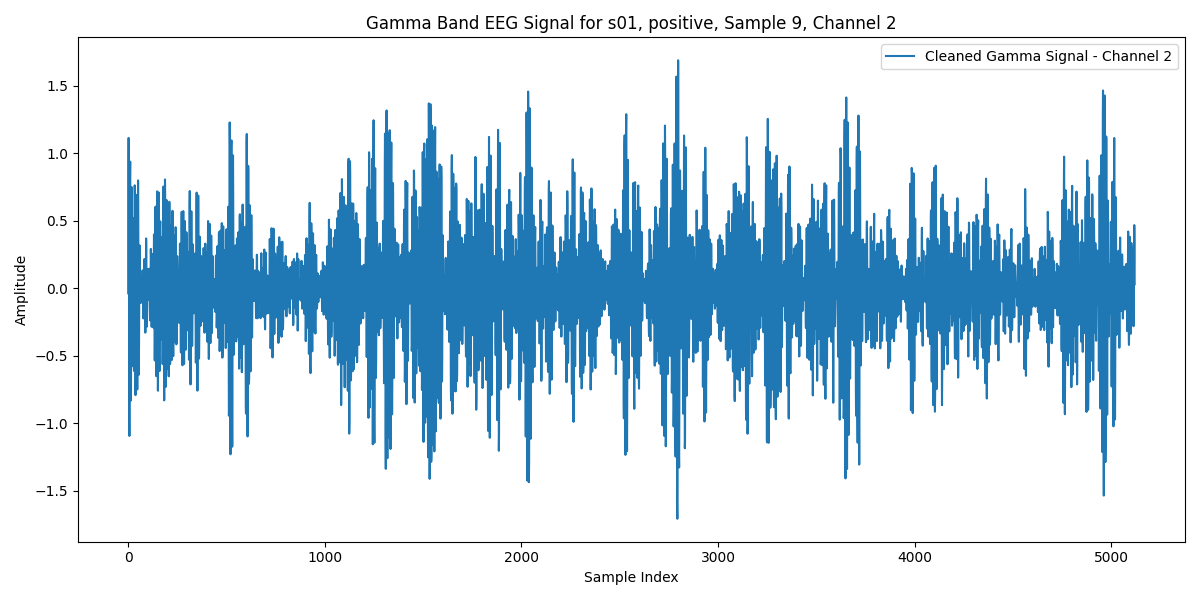 Gamma Band EEG Signal for s01, positive, Sample 9, Channel 2
Cleaned Gamma Signal - Channel 2
1.5
1.0
0.5
0.0
−0.5
−1.0
−1.5
Amplitude
0 1000 2000 3000 4000 5000
Sample Index